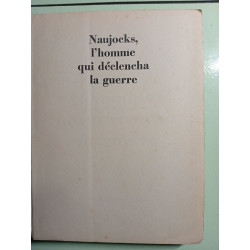 Naujocks,
l'homme
qui déclencha
la guerre